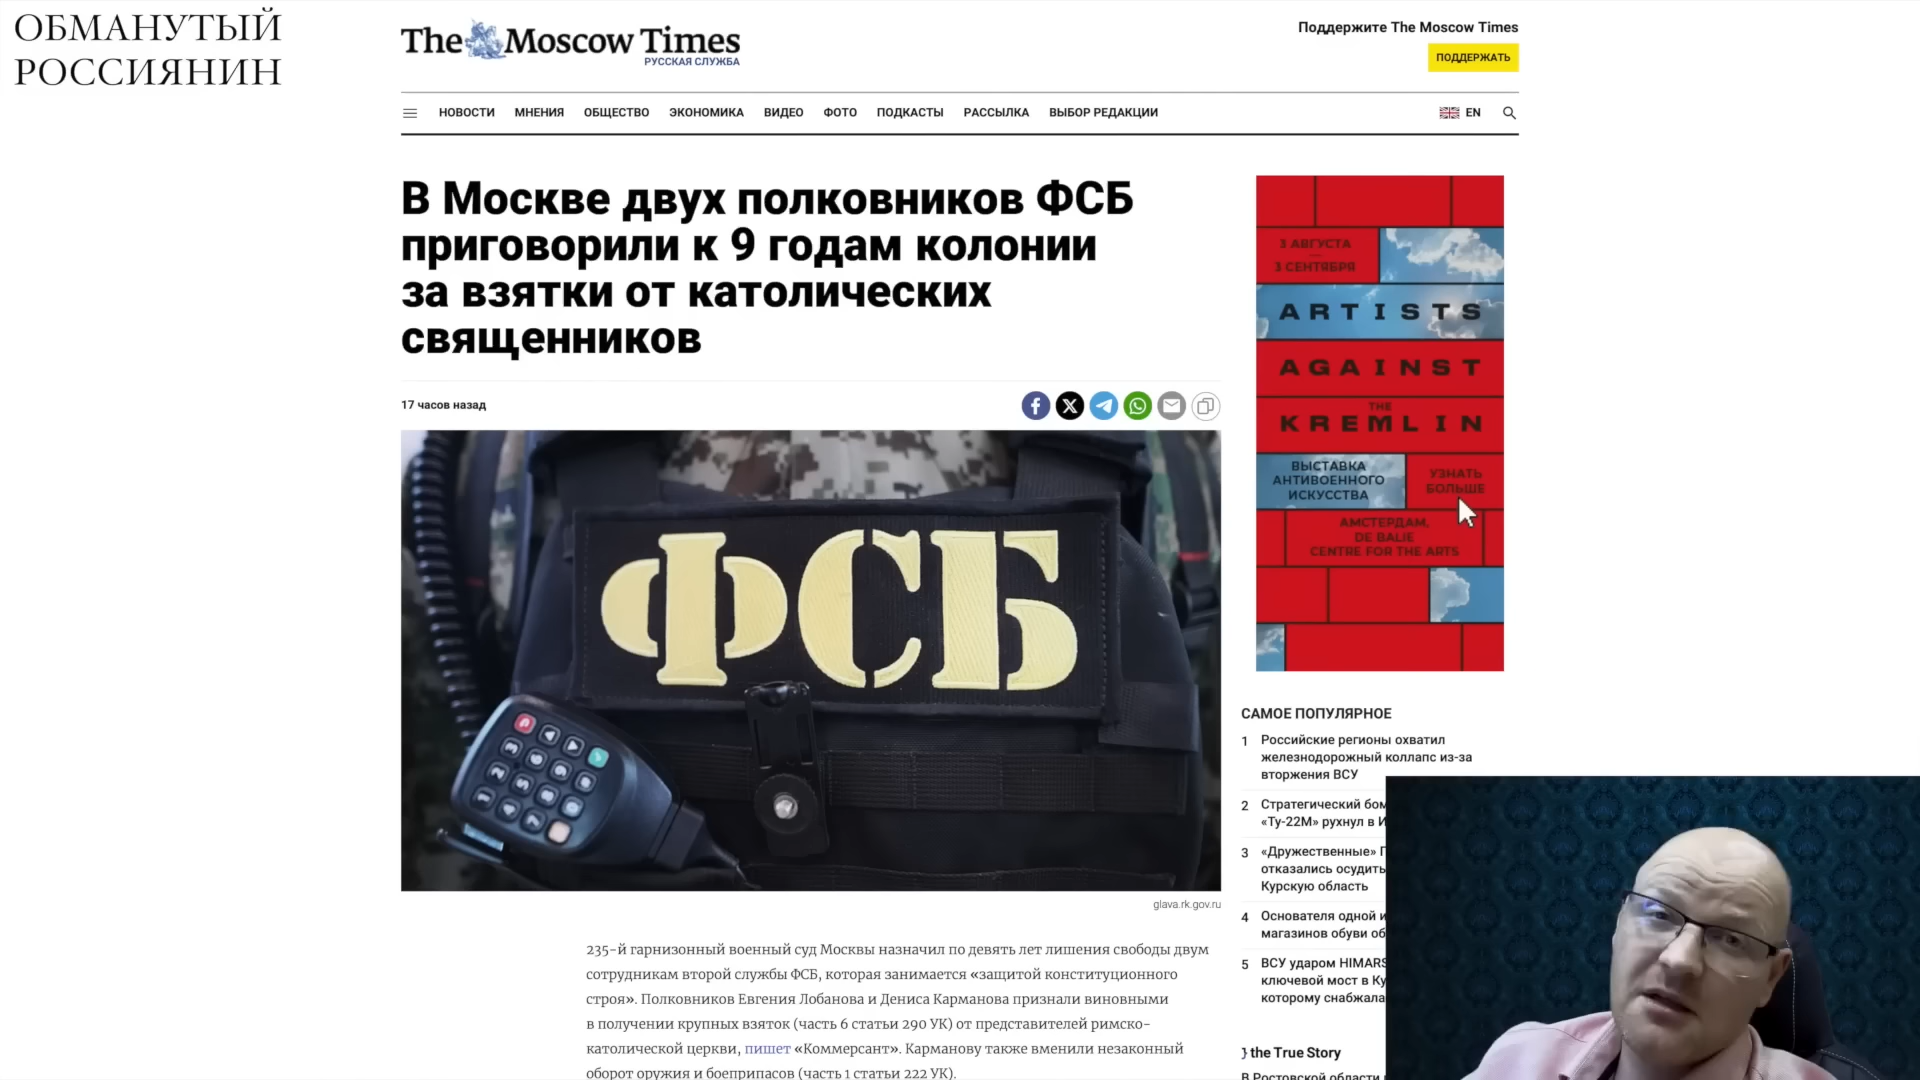 ОБМАНУТЫЙ
РОССИЯНИН
The Moscow Times
РУССКАЯ СЛУЖБА
Поддержите The Moscow Times
ПОДДЕРЖАТЬ
НОВОСТИ МНЕНИЯ ОБЩЕСТВО ЭКОНОМИКА ВИДЕО ФОТО ПОДКАСТЫ РАССЫЛКА ВЫБОР РЕДАКЦИИ
EN
В Москве двух полковников ФСБ
приговорили к 9 годам колонии
за взятки от католических
священников
17 часов назад
ФСБ
glava.rk.gov.ru
235-й гарнизонный военный суд Москвы назначил по девять лет лишения свободы двум
сотрудникам второй службы ФСБ, которая занимается «защитой конституционного
строя». Полковников Евгения Лобанова и Дениса Карманова признали виновными
в получении крупных взяток (часть 6 статьи 290 УК) от представителей римско-
католической церкви, пишет «Коммерсант». Карманову также вменили незаконный
оборот оружия и боеприпасов (часть 1 статьи 222 УК).
3 АВГУСТА
—
3 СЕНТЯБРЯ
ARTISTS
AGAINST
THE
KREMLIN
ВЫСТАВКА
АНТИВОЕННОГО
ИСКУССТВА
УЗНАТЬ
БОЛЬШЕ
АМСТЕРДАМ,
DE BALIE
CENTRE FOR THE ARTS
САМОЕ ПОПУЛЯРНОЕ
1 Российские регионы охватил
железнодорожный коллапс из-за
вторжения ВСУ
2 Стратегический бом
«Ту-22М» рухнул в И
3 «Дружественные»
отказались осудить
Курскую область
4 Основателя одной и
магазинов обуви об
5 ВСУ ударом HIMARS
ключевой мост в Ку
которому снабжала
} the True Story
В Ростовской области